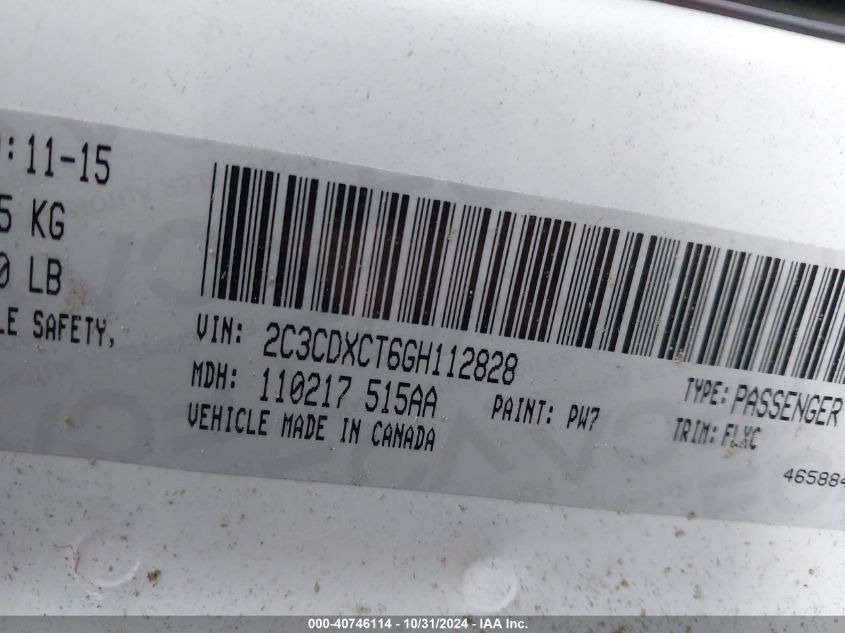 : 11-15
5 KG
0 LB
LE SAFETY,
VIN: 2C3CDXCT6GH112828
MDH: 110217 515AA
PAINT: PW7
VEHICLE MADE IN CANADA
TYPE: PASSENGER
TRIM: FLXC
465884
000-40746114 - 10/31/2024 - IAA Inc.